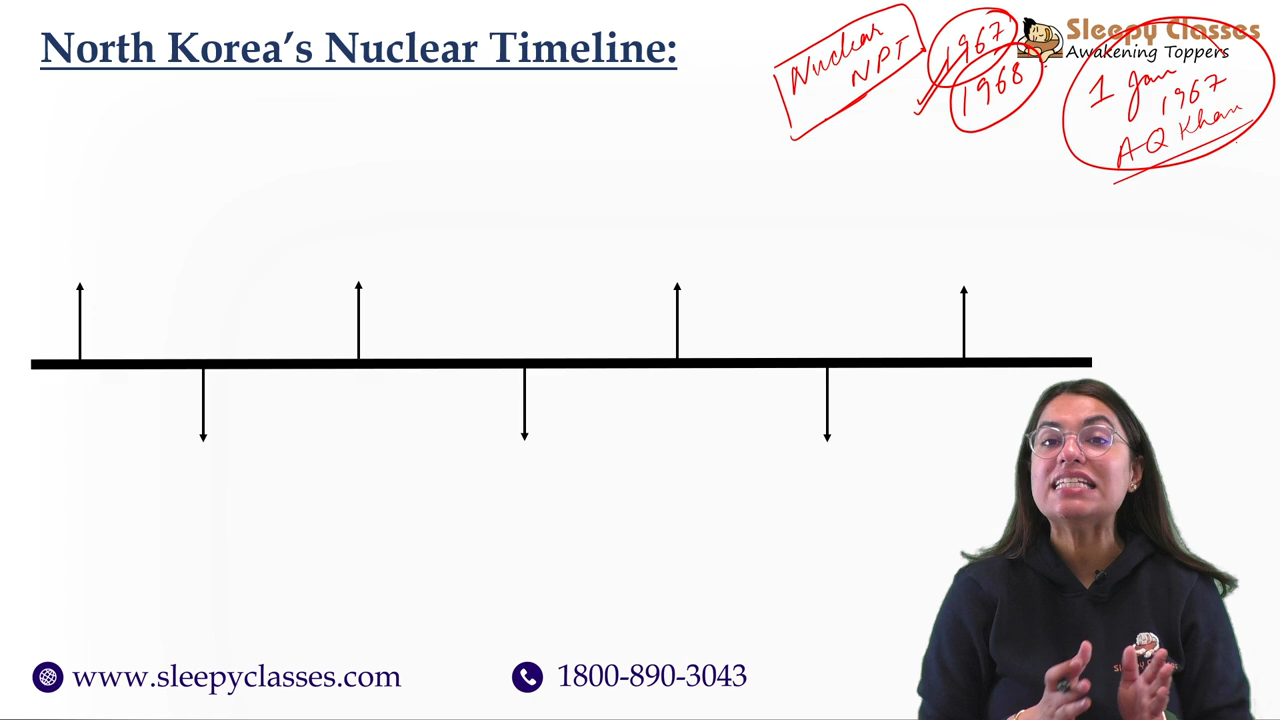 North Korea's Nuclear Timeline:
Nuclear
NPT
1967
1968
Sleepy Classes
Awakening Toppers
1 Jan
1967
AQ Khan
www.sleepyclasses.com
1800-890-3043